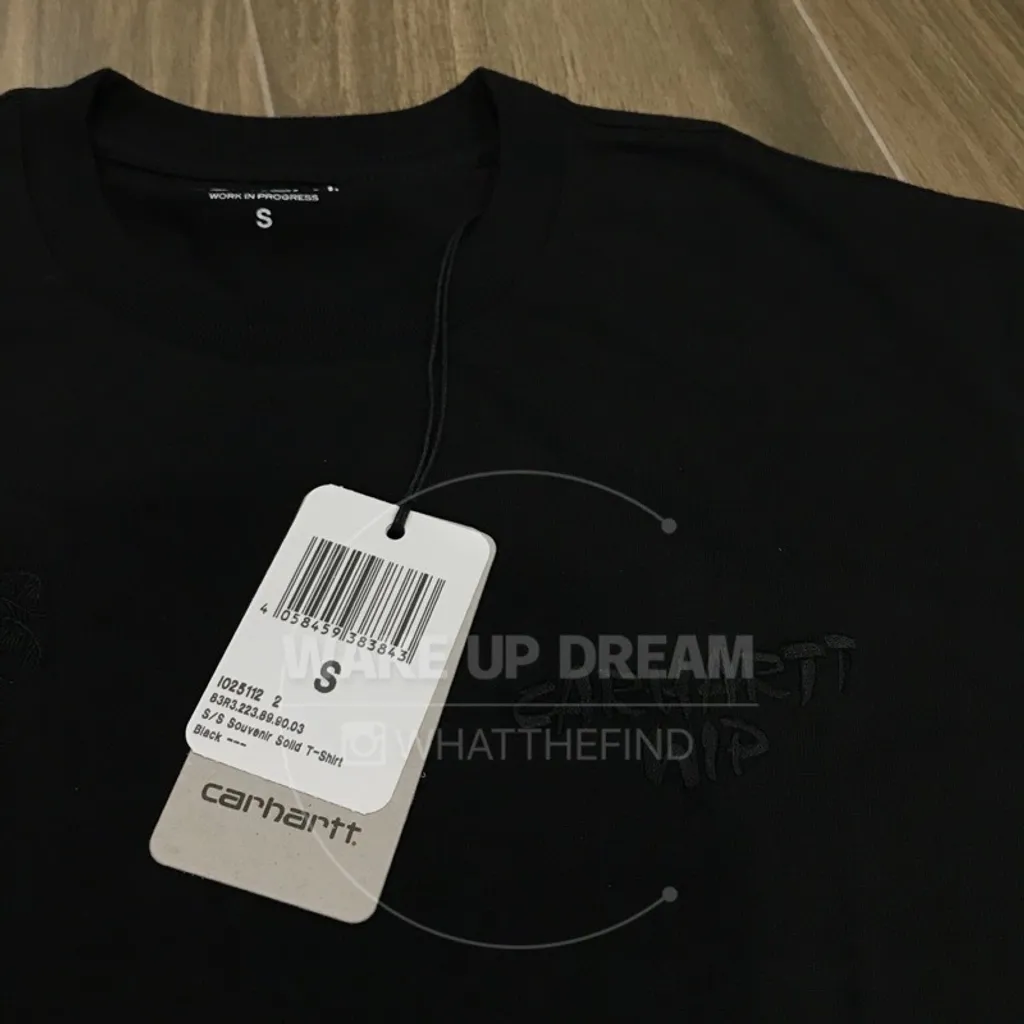 WORK IN PROGRESS
S
4 058459 383843
S
I025112 2
83R3.223.89.90.03
S/S Souvenir Solid T-Shirt
Black ---
carhartt.
WAKE UP DREAM
WHATTHEFIND
CARHARTT
WIP